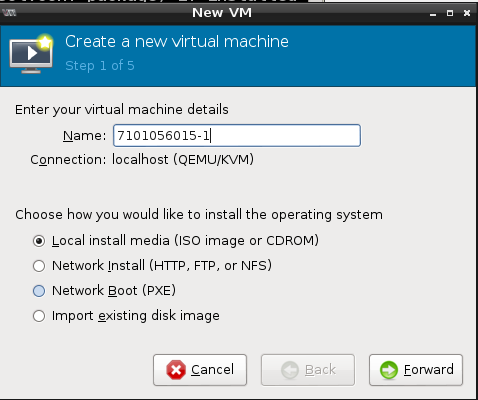 New VM
Create a new virtual machine
Step 1 of 5
Enter your virtual machine details
Name: 7101056015-1
Connection: localhost (QEMU/KVM)
Choose how you would like to install the operating system
Local install media (ISO image or CDROM)
Network Install (HTTP, FTP, or NFS)
Network Boot (PXE)
Import existing disk image
Cancel Back Forward